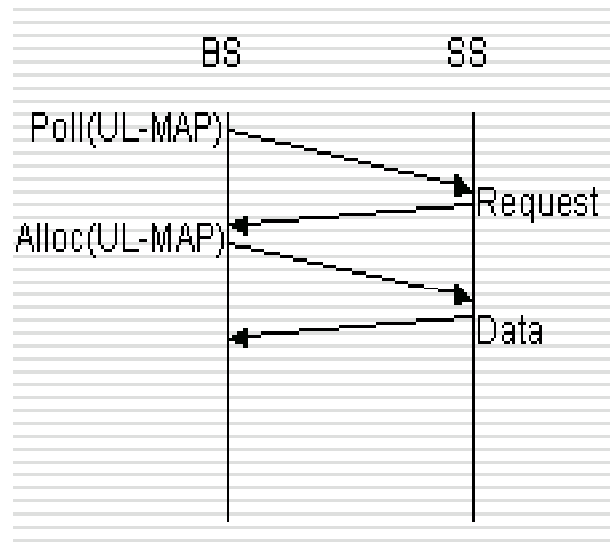 BS SS
Poll(UL-MAP)
Request
Alloc(UL-MAP)
Data